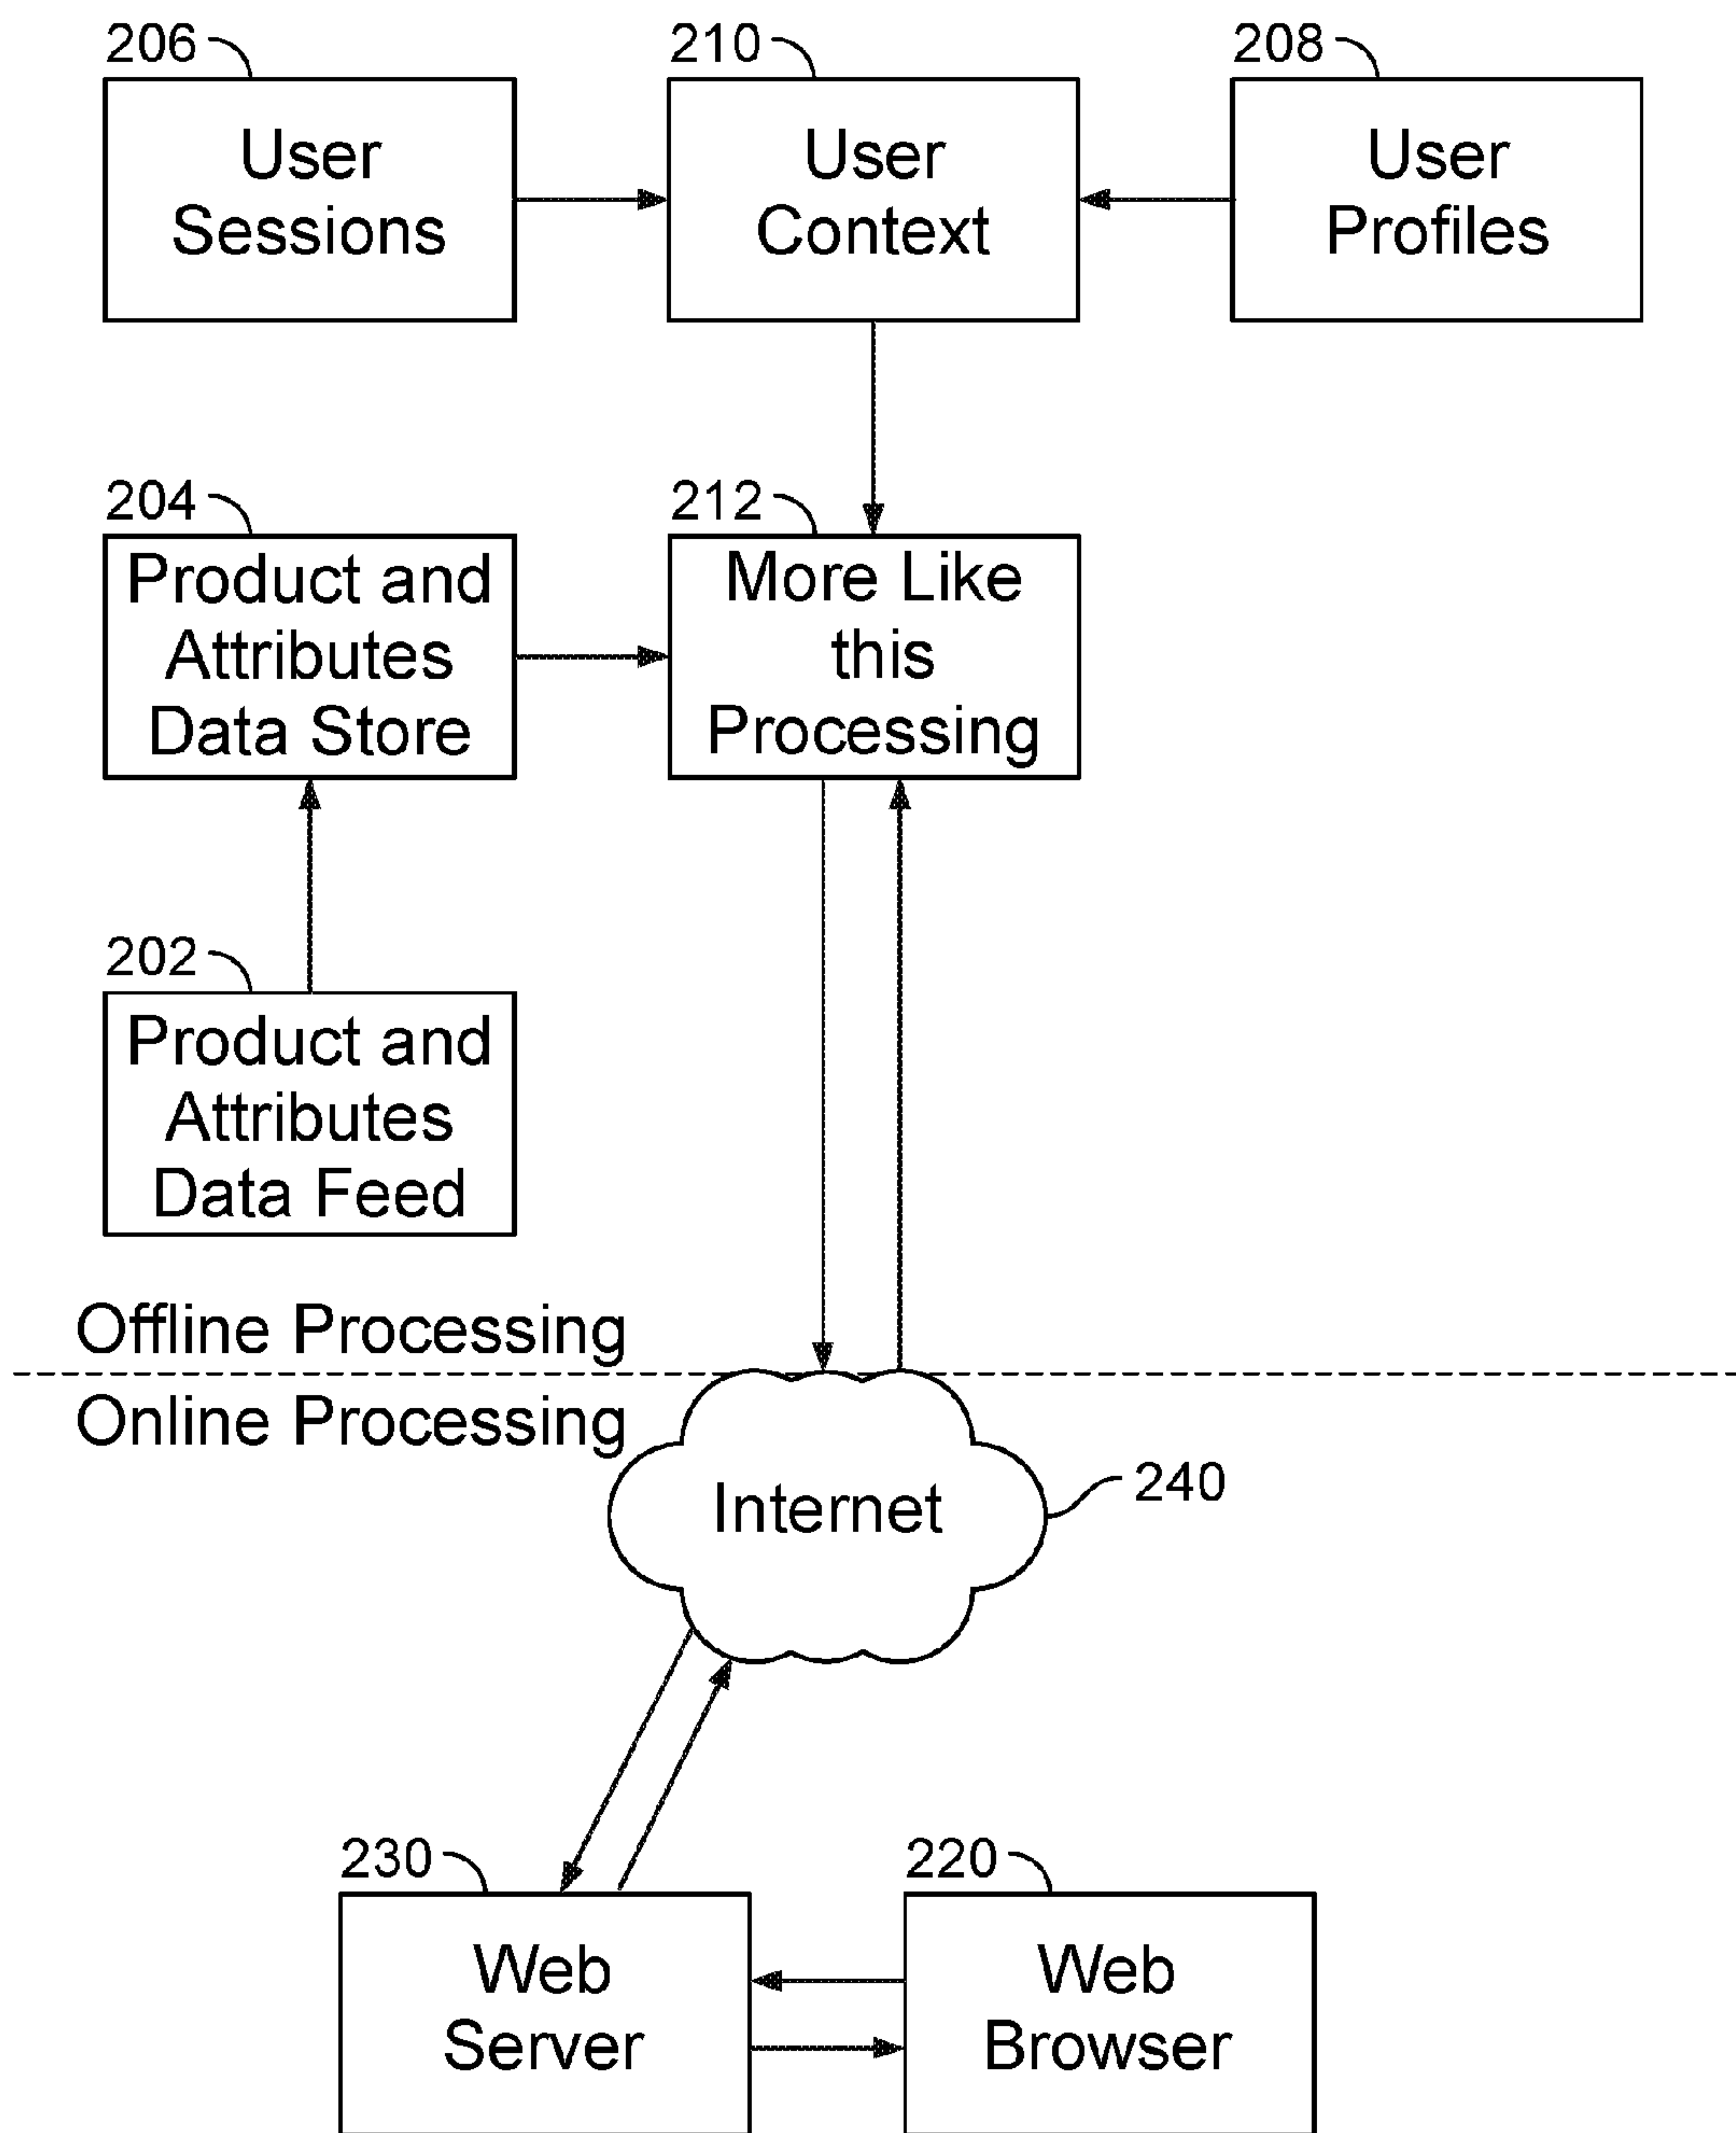 206
210
208
User
Sessions
User
Context
User
Profiles
204
212
Product and
Attributes
Data Store
More Like
this
Processing
202
Product and
Attributes
Data Feed
Offline Processing
Online Processing
Internet
240
230
220
Web
Server
Web
Browser